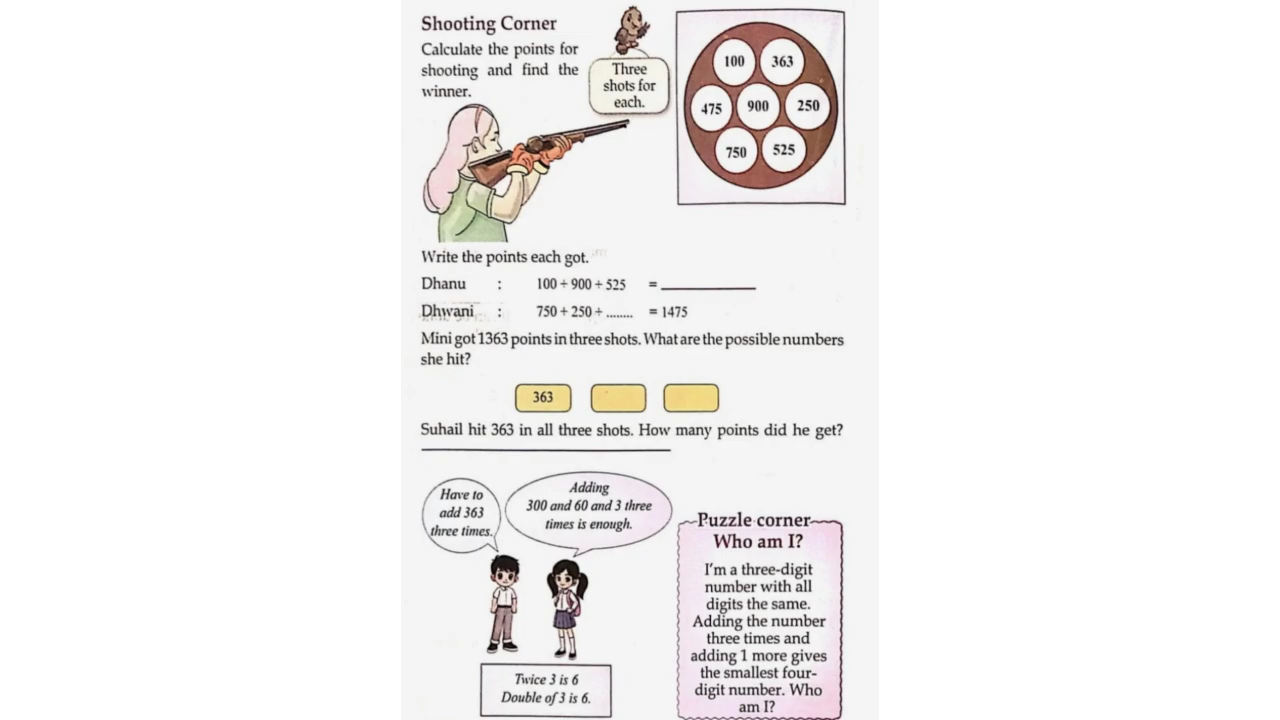 Shooting Corner
Calculate the points for
shooting and find the
winner.
Three
shots for
each.
100 363
475 900 250
750 525
Write the points each got.
Dhanu : 100 + 900 + 525 = __________
Dhwani : 750 + 250 + ........ = 1475
Mini got 1363 points in three shots. What are the possible numbers
she hit?
363
Suhail hit 363 in all three shots. How many points did he get?
Have to
add 363
three times.
Adding
300 and 60 and 3 three
times is enough.
Twice 3 is 6
Double of 3 is 6.
Puzzle corner
Who am I?
I'm a three-digit
number with all
digits the same.
Adding the number
three times and
adding 1 more gives
the smallest four-
digit number. Who
am I?